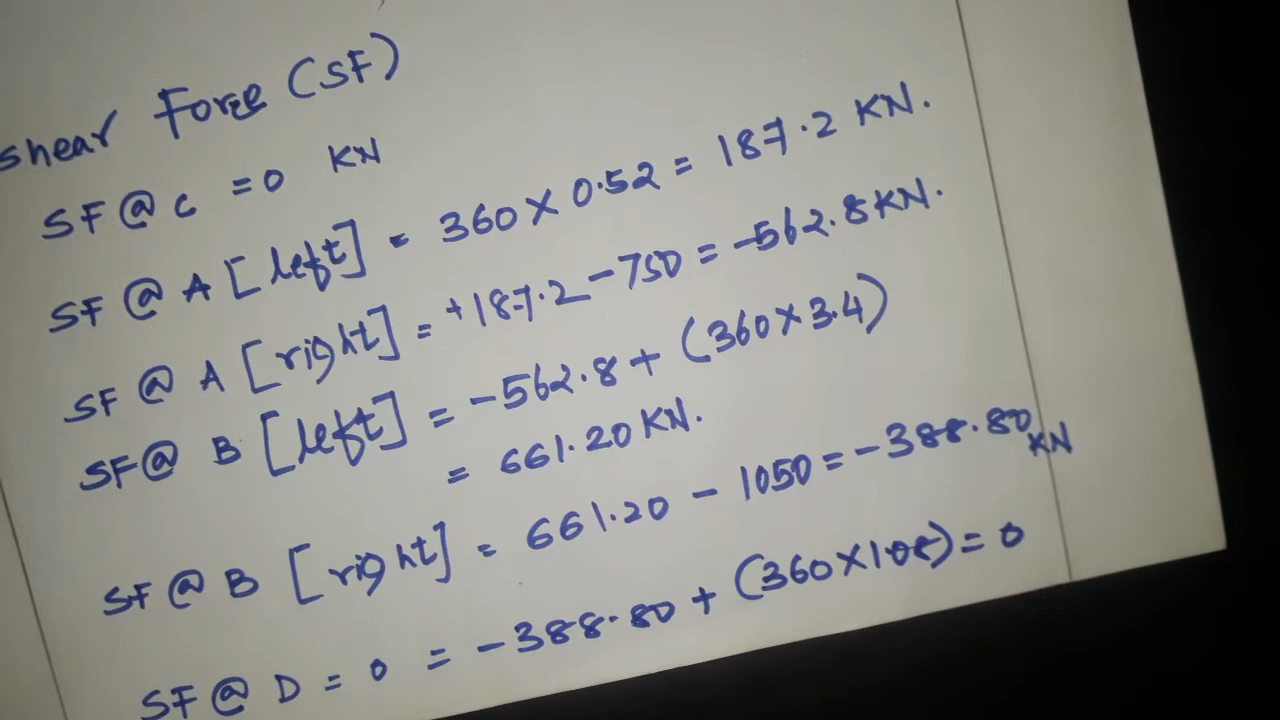 Shear Force (SF)
SF @ C = 0 KN
SF @ A [left] = 360 X 0.52 = 187.2 KN.
SF @ A [right] = +187.2 - 750 = -562.8 KN.
SF @ B [left] = -562.8 + (360 X 3.4)
= 661.20 KN.
SF @ B [right] = 661.20 - 1050 = -388.80 KN
SF @ D = 0 = -388.80 + (360 X 1.08) = 0